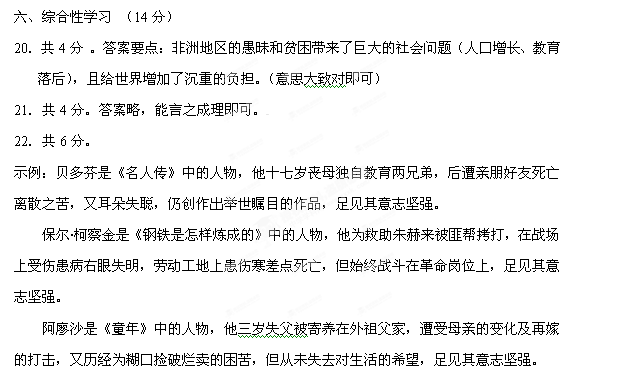 六、综合性学习 （14 分）
20．共 4 分 。答案要点：非洲地区的愚昧和贫困带来了巨大的社会问题（人口增长、教育
落后），且给世界增加了沉重的负担。（意思大致对即可）
21．共 4 分。答案略，能言之成理即可。
22．共 6 分。
示例：贝多芬是《名人传》中的人物，他十七岁丧母独自教育两兄弟，后遭亲朋好友死亡
离散之苦，又耳朵失聪，仍创作出举世瞩目的作品，足见其意志坚强。
保尔·柯察金是《钢铁是怎样炼成的》中的人物，他为救助朱赫来被匪帮拷打，在战场
上受伤患病右眼失明，劳动工地上患伤寒差点死亡，但始终战斗在革命岗位上，足见其意
志坚强。
阿廖沙是《童年》中的人物，他三岁失父被寄养在外祖父家，遭受母亲的变化及再嫁
的打击，又历经为糊口捡破烂卖的困苦，但从未失去对生活的希望，足见其意志坚强。